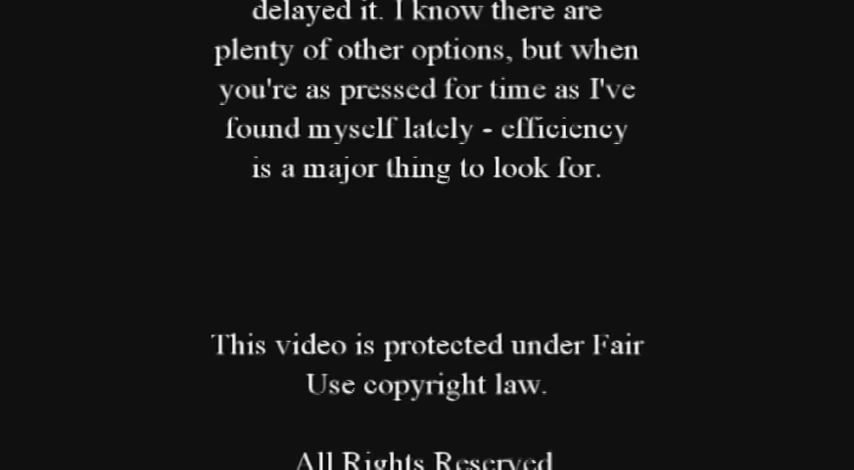 delayed it. I know there are
plenty of other options, but when
you're as pressed for time as I've
found myself lately - efficiency
is a major thing to look for.
This video is protected under Fair
Use copyright law.
All Rights Reserved